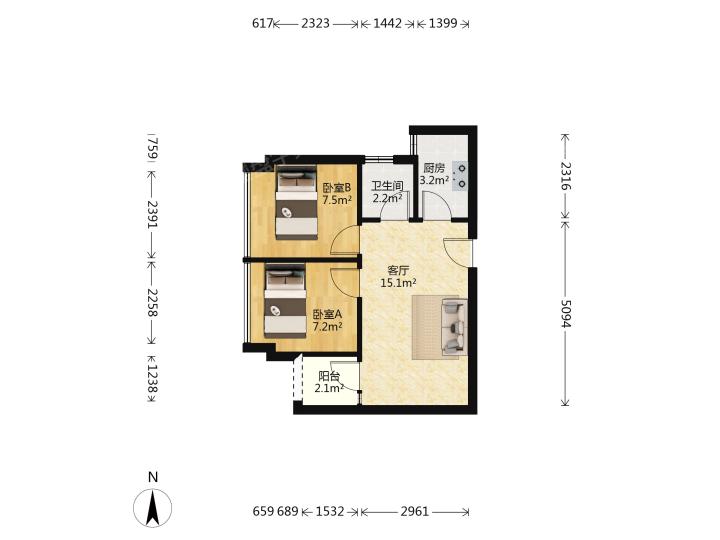 617 2323 1442 1399
759
2391
2258
1238
2316
5094
厨房
3.2m²
卫生间
2.2m²
卧室B
7.5m²
客厅
15.1m²
卧室A
7.2m²
阳台
2.1m²
N
659 689 1532 2961